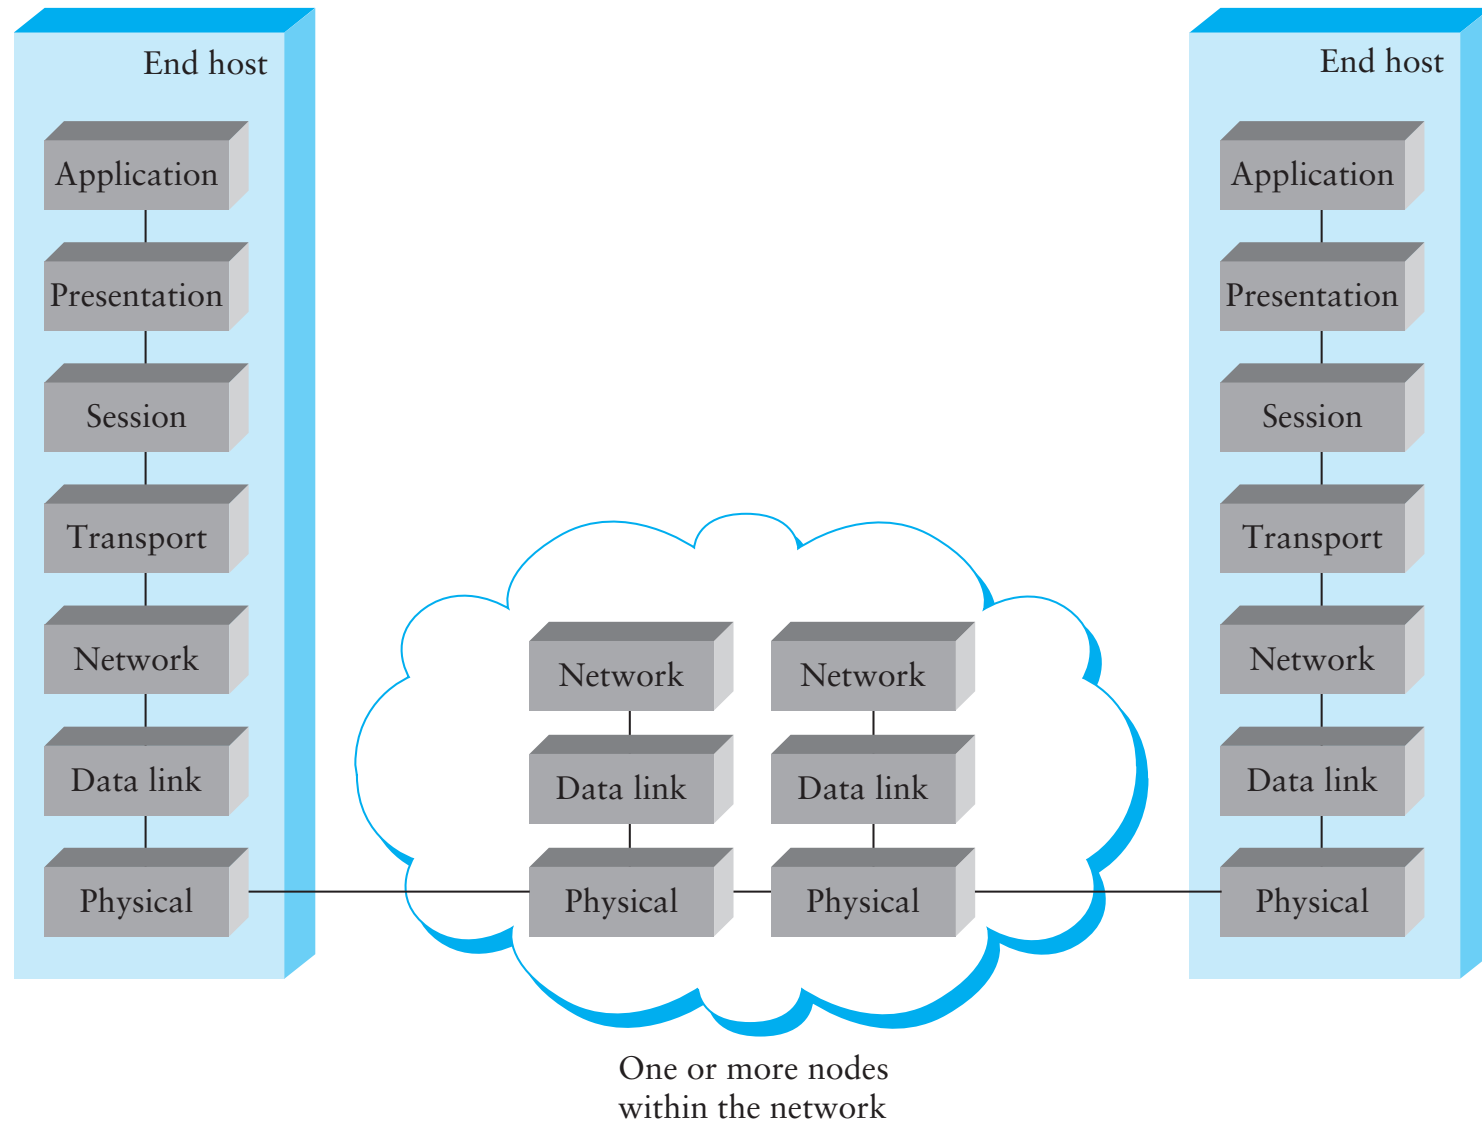 End host
Application
Presentation
Session
Transport
Network
Data link
Physical
Network
Data link
Physical
Network
Data link
Physical
End host
Application
Presentation
Session
Transport
Network
Data link
Physical
One or more nodes
within the network